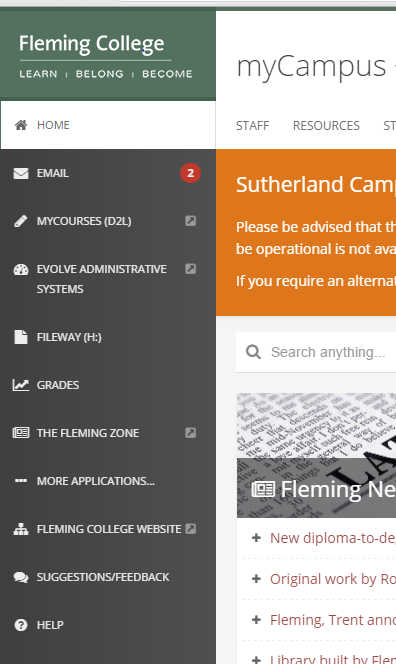 Fleming College
LEARN | BELONG | BECOME
HOME
EMAIL
2
MYCOURSES (D2L)
EVOLVE ADMINISTRATIVE
SYSTEMS
FILEWAY (H:)
GRADES
THE FLEMING ZONE
MORE APPLICATIONS...
FLEMING COLLEGE WEBSITE
SUGGESTIONS/FEEDBACK
HELP
myCampus
STAFF RESOURCES ST
Sutherland Camp
Please be advised that th
be operational is not ava
If you require an alternat
Search anything...
LAT
Fleming Ne
New diploma-to-de
Original work by Ro
Fleming, Trent anno
Library built by Flem